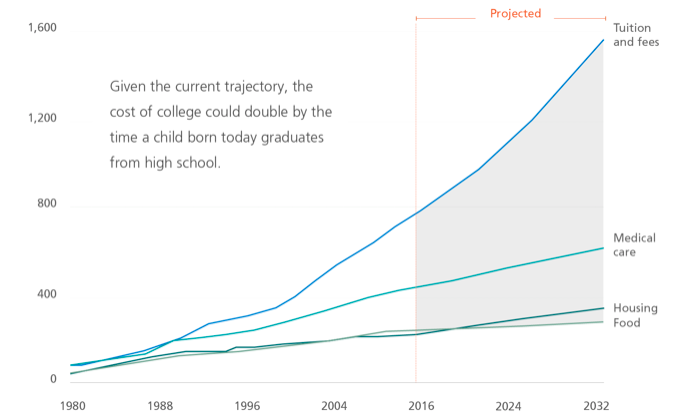 Projected
1,600
Tuition
and fees
Given the current trajectory, the
cost of college could double by the
time a child born today graduates
from high school.
1,200
800
Medical
care
400
Housing
Food
0
1980 1988 1996 2004 2016 2024 2032